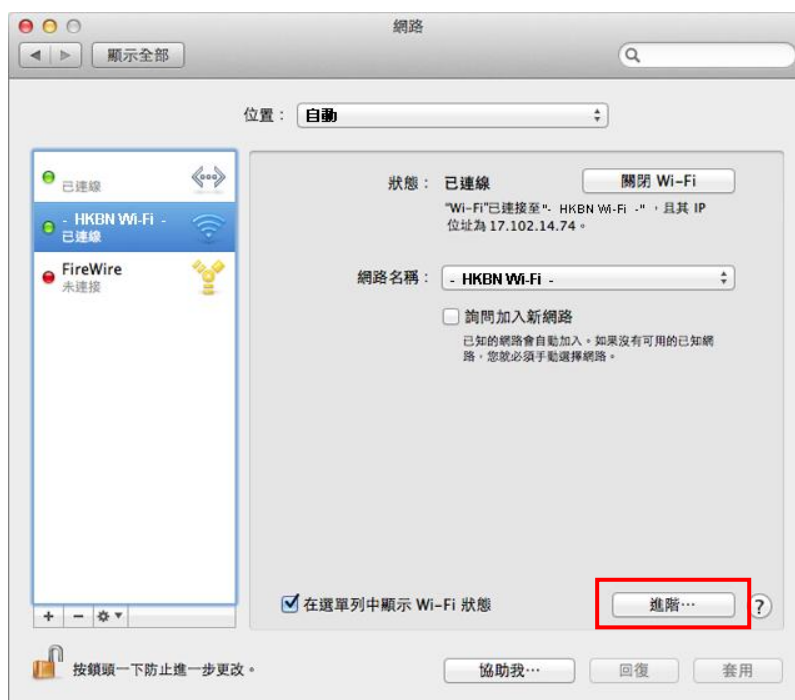 網路
顯示全部
位置： 自動
已連線
- HKBN Wi-Fi -
已連線
FireWire
未連接
狀態： 已連線 關閉 Wi-Fi
"Wi-Fi"已連接至"- HKBN Wi-Fi -"，且其 IP
位址為 17.102.14.74。
網路名稱： - HKBN Wi-Fi -
詢問加入新網路
已知的網路會自動加入。如果沒有可用的已知網
路，您就必須手動選擇網路。
在選單列中顯示 Wi-Fi 狀態 進階… ?
+ −
按鎖頭一下防止進一步更改。 協助我… 回復 套用